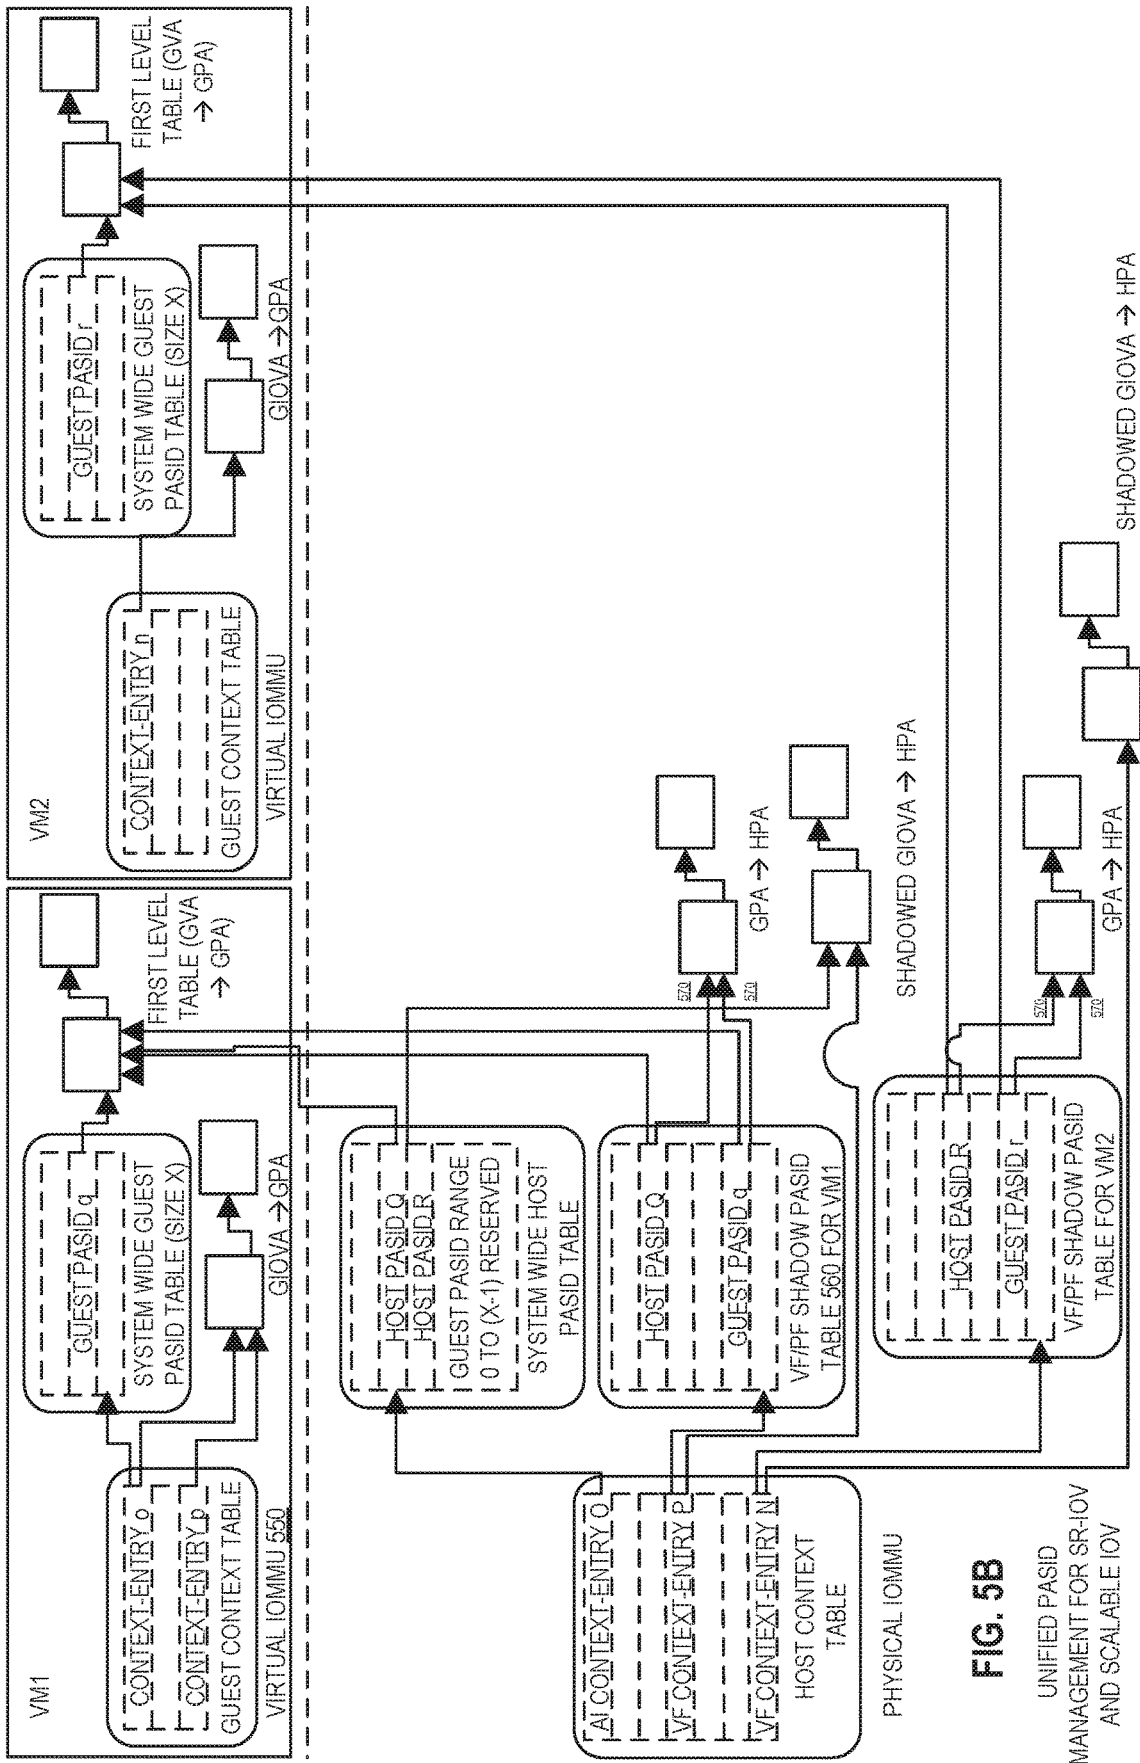 VM1
CONTEXT-ENTRY o
CONTEXT-ENTRY p
GUEST CONTEXT TABLE
VIRTUAL IOMMU 550
GUEST PASID q
SYSTEM WIDE GUEST
PASID TABLE (SIZE X)
GIOVA → GPA
FIRST LEVEL
TABLE (GVA
→ GPA)
VM2
CONTEXT-ENTRY n
GUEST CONTEXT TABLE
VIRTUAL IOMMU
GUEST PASID r
SYSTEM WIDE GUEST
PASID TABLE (SIZE X)
GIOVA → GPA
FIRST LEVEL
TABLE (GVA
→ GPA)
AI CONTEXT-ENTRY O
VF CONTEXT-ENTRY P
VF CONTEXT-ENTRY N
HOST CONTEXT
TABLE
PHYSICAL IOMMU
HOST PASID Q
HOST PASID R
GUEST PASID RANGE
0 TO (X-1) RESERVED
SYSTEM WIDE HOST
PASID TABLE
HOST PASID Q
GUEST PASID q
VF/PF SHADOW PASID
TABLE 560 FOR VM1
HOST PASID R
GUEST PASID r
VF/PF SHADOW PASID
TABLE FOR VM2
570
570
GPA → HPA
SHADOWED GIOVA → HPA
570
570
GPA → HPA
SHADOWED GIOVA → HPA
FIG. 5B
UNIFIED PASID
MANAGEMENT FOR SR-IOV
AND SCALABLE IOV